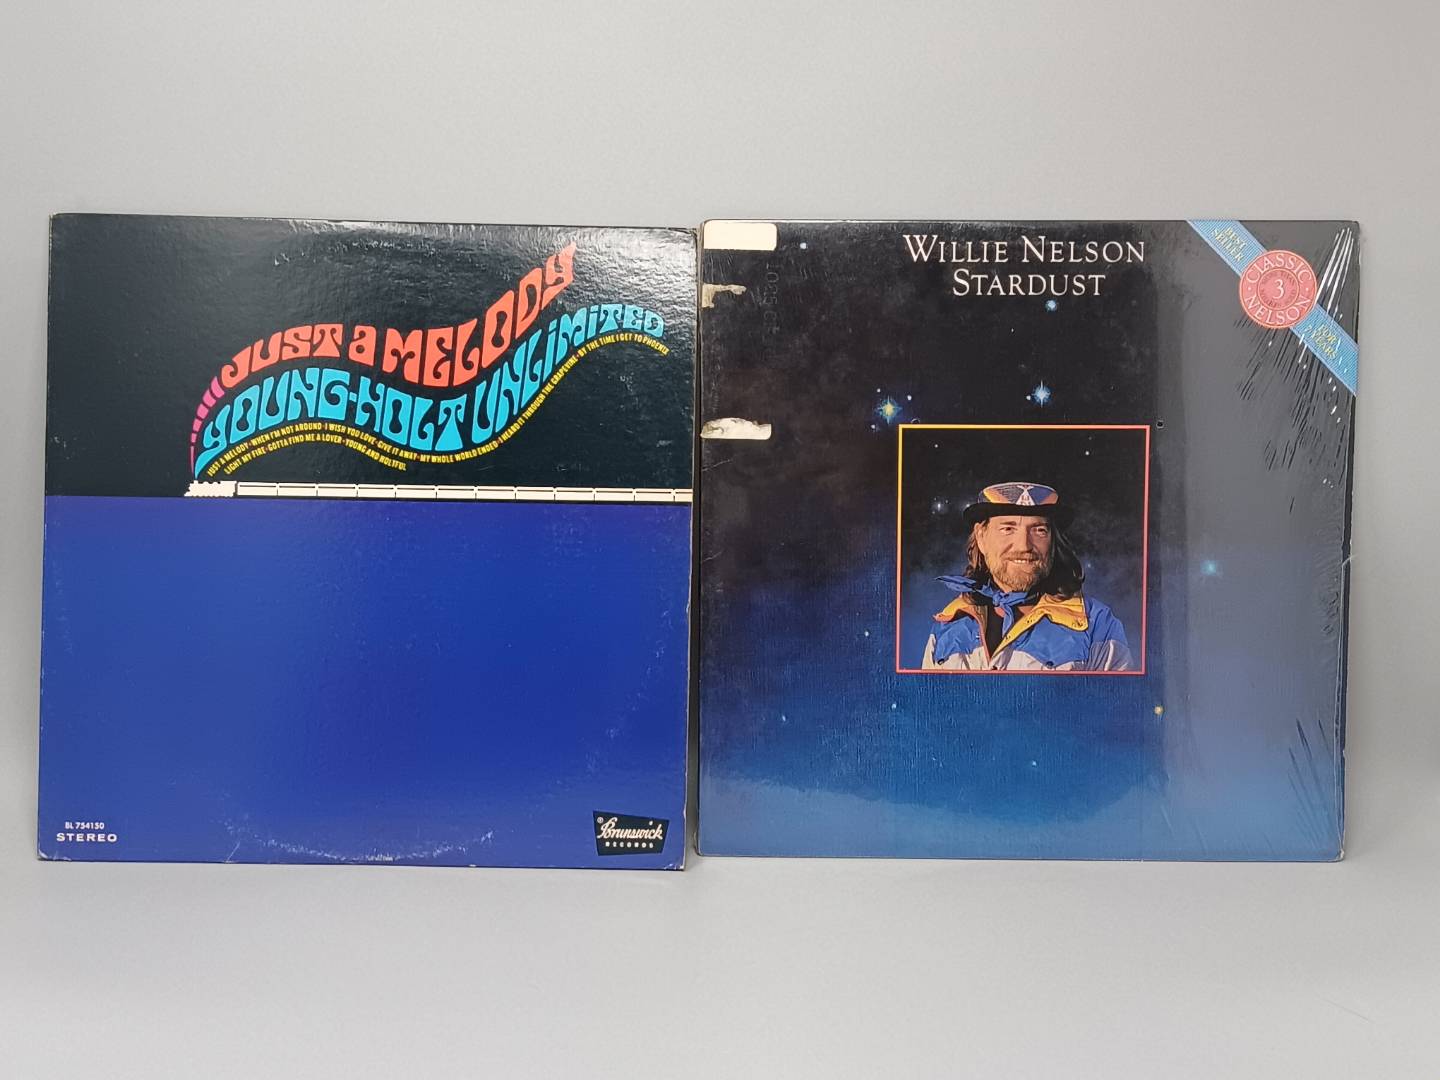 JUST A MELODY
YOUNG-HOLT UNLIMITED
JUST A MELODY·WHEN I'M NOT AROUND·I WISH YOU LOVE·GIVE IT AWAY·MY WHOLE WORLD ENDED·I HEARD IT THROUGH THE GRAPEVINE·BY THE TIME I GET TO PHOENIX
LIGHT MY FIRE·GOTTA FIND ME A LOVER·YOUNG AND HOLTFUL
BL 754150
STEREO
Brunswick
RECORDS
WILLIE NELSON
STARDUST
BEST
SELLER
CLASSIC
3
NELSON
FOR
YEARS